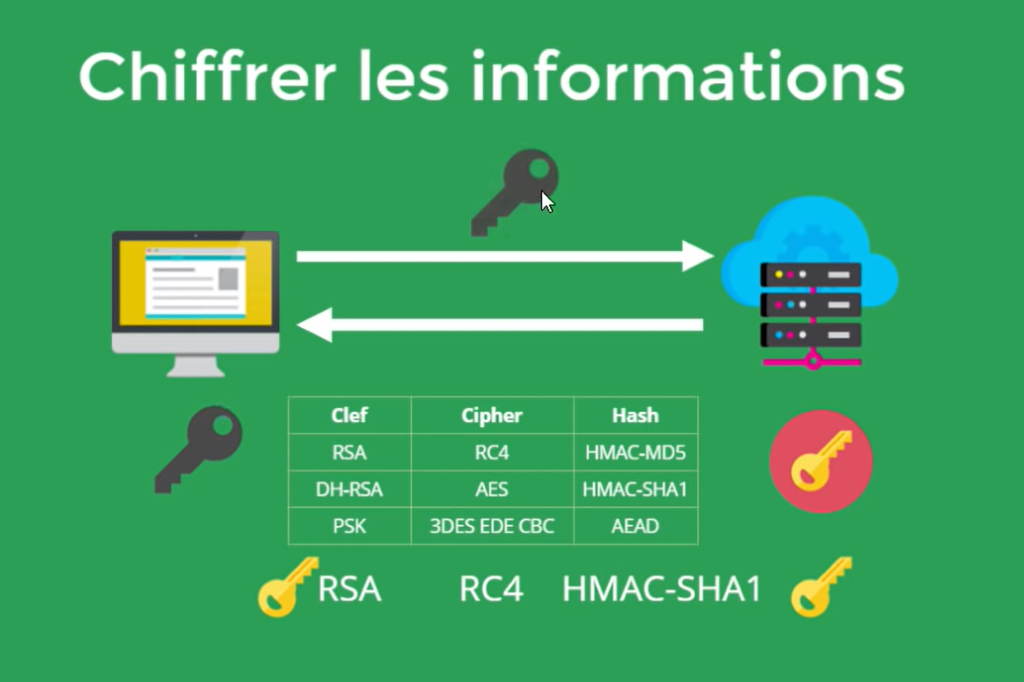 Chiffrer les informations
Clef Cipher Hash
RSA RC4 HMAC-MD5
DH-RSA AES HMAC-SHA1
PSK 3DES EDE CBC AEAD
RSA RC4 HMAC-SHA1